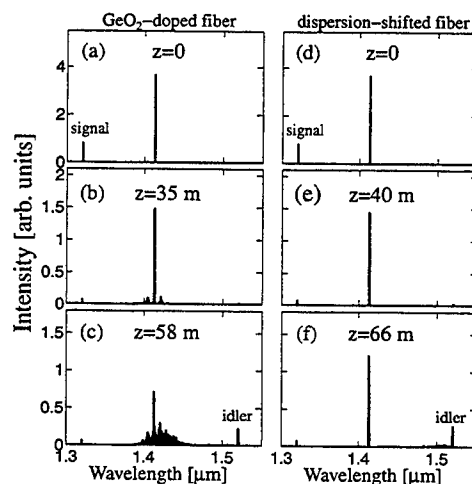 GeO2–doped fiber
dispersion–shifted fiber
(a)
z=0
(d)
z=0
4
2
0
signal
signal
(b)
z=35 m
(e)
z=40 m
2
1.5
1
0.5
0
(c)
z=58 m
(f)
z=66 m
1.5
1
0.5
0
idler
idler
1.3
1.4
1.5
1.3
1.4
1.5
Wavelength [μm]
Wavelength [μm]
Intensity [arb. units]